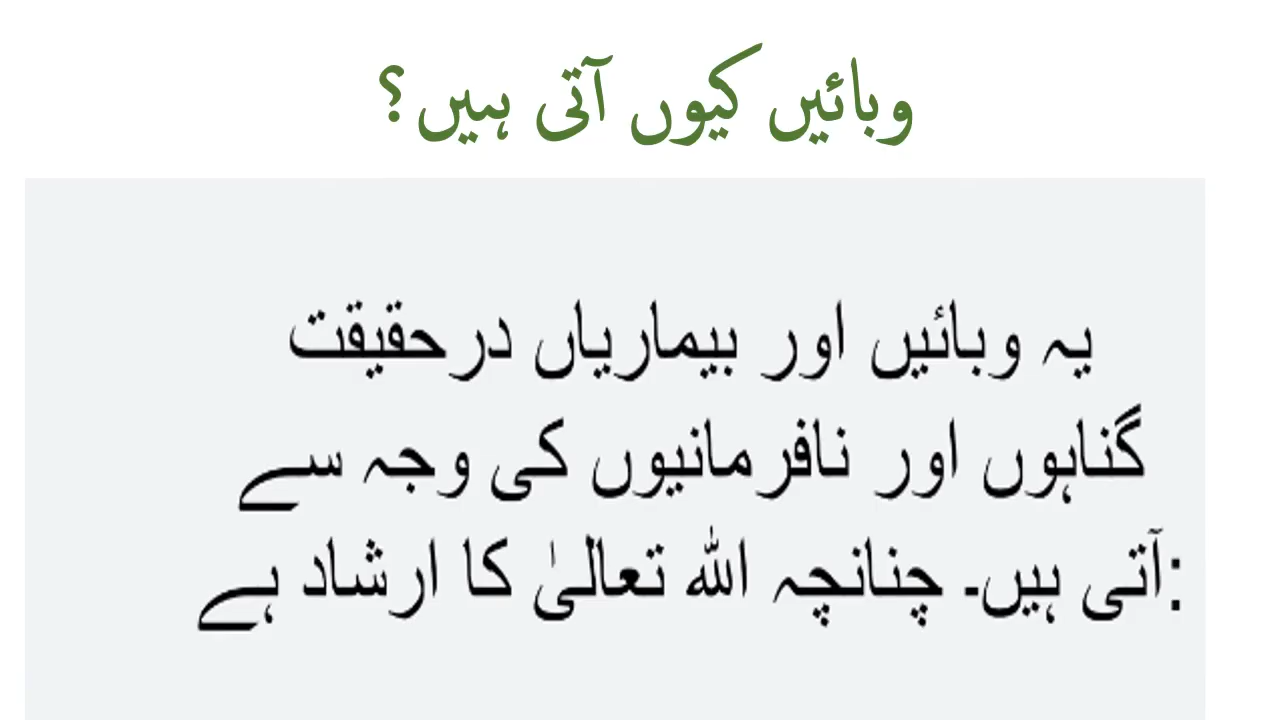 وبائیں کیوں آتی ہیں؟
یہ وبائیں اور بیماریاں درحقیقت
گناہوں اور نافرمانیوں کی وجہ سے
آتی ہیں۔ چنانچہ اللہ تعالیٰ کا ارشاد ہے: